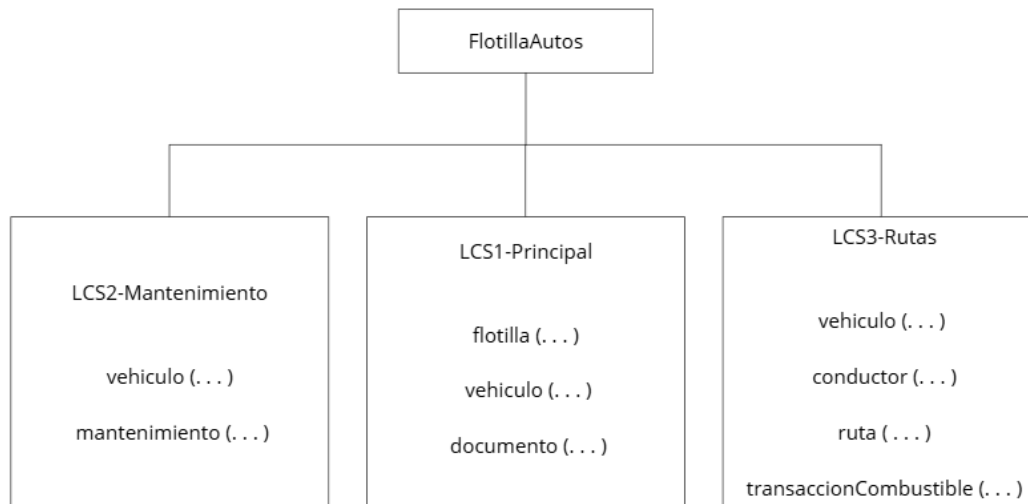 FlotillaAutos
LCS2-Mantenimiento
vehiculo (. . . )
mantenimiento (. . . )
LCS1-Principal
flotilla (. . . )
vehiculo (. . . )
documento (. . . )
LCS3-Rutas
vehiculo (. . . )
conductor (. . . )
ruta ( . . . )
transaccionCombustible (. . . )